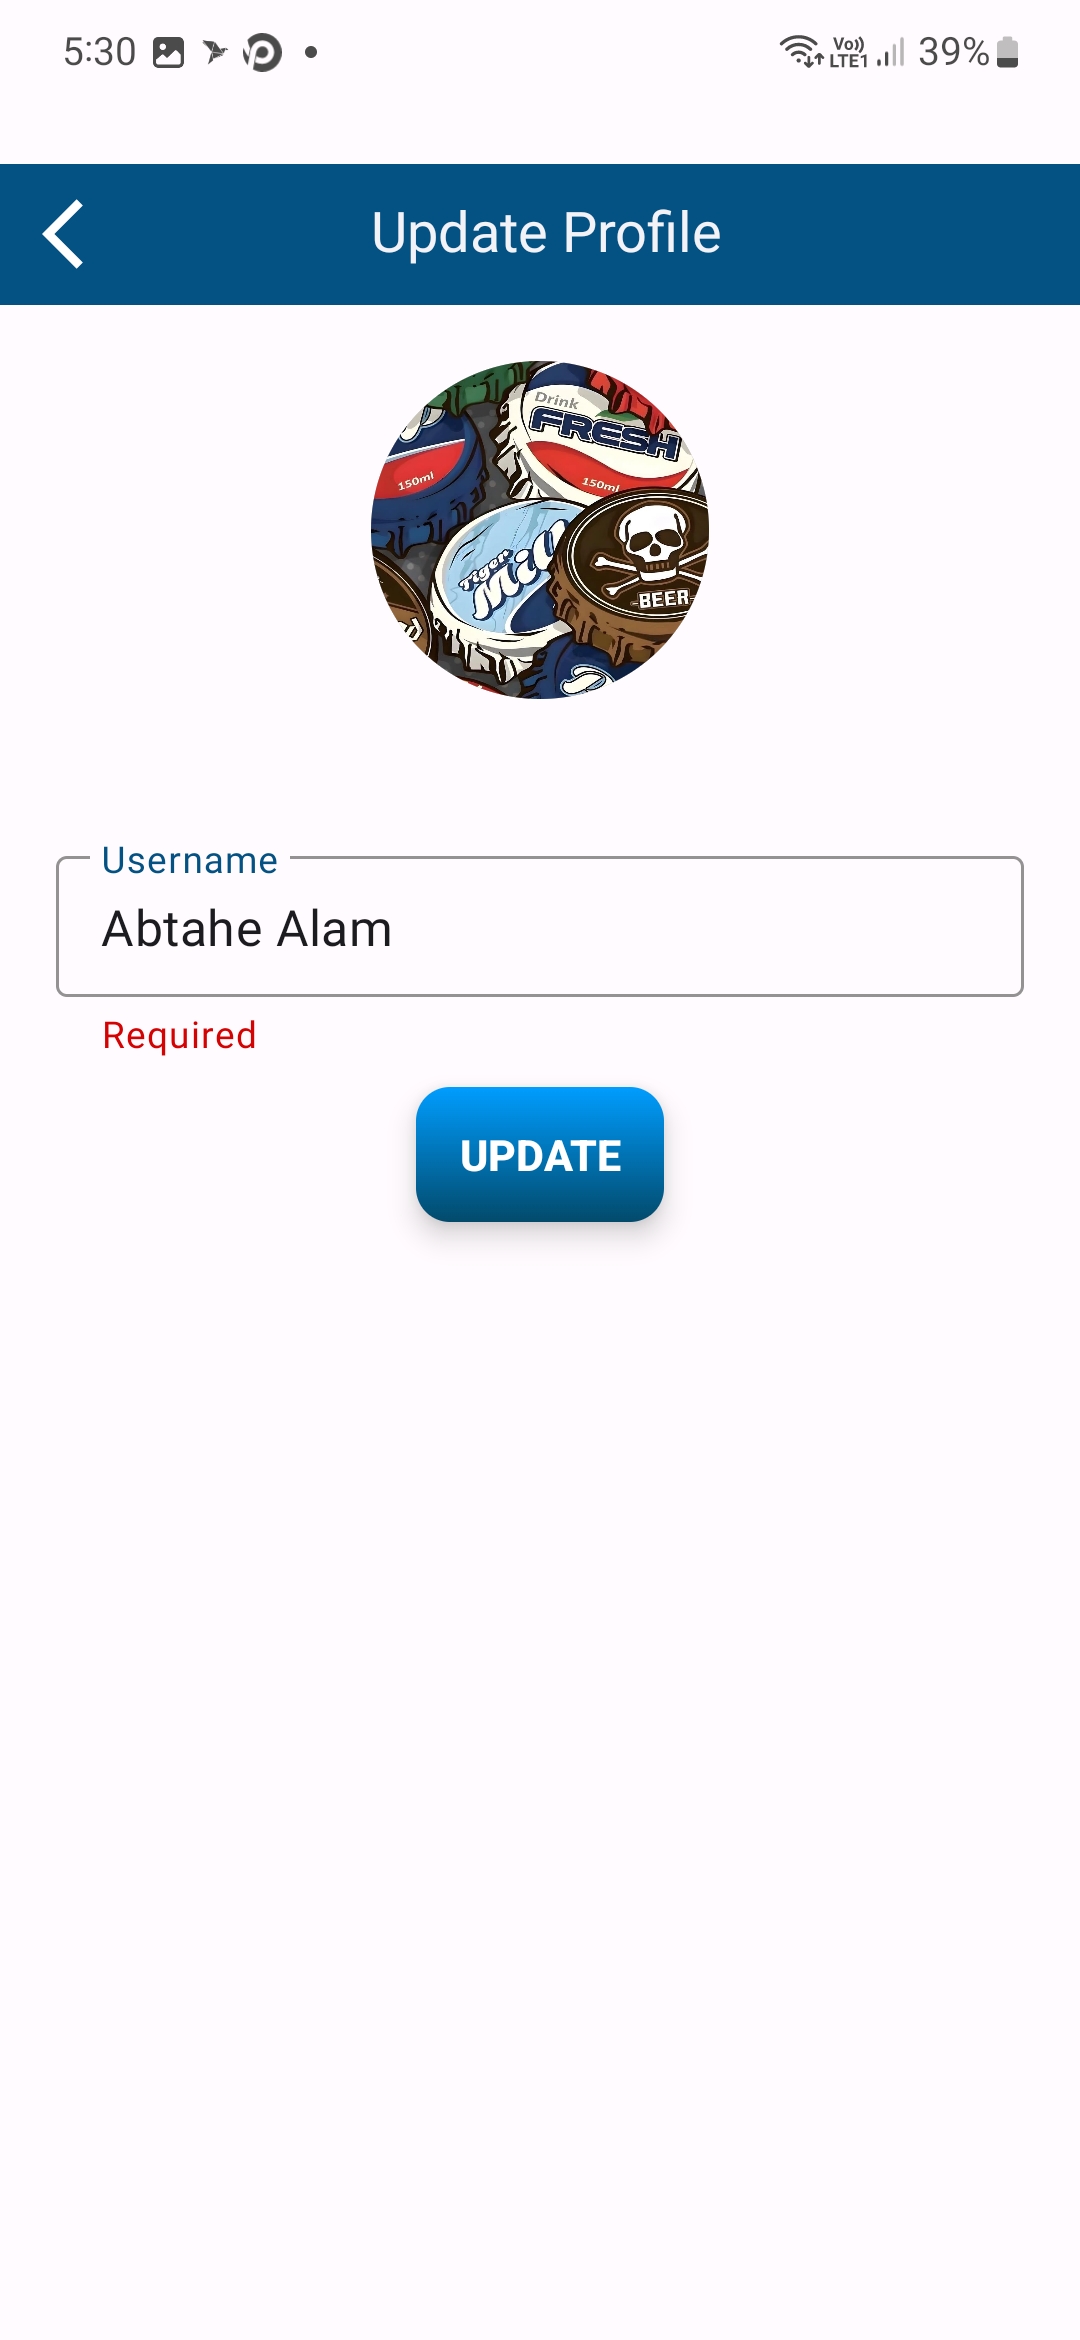 5:30
Vo)) LTE1 39%
Update Profile
Drink
FRESH
150ml
150ml
Tiger
Mil
BEER
Username
Abtahe Alam
Required
UPDATE